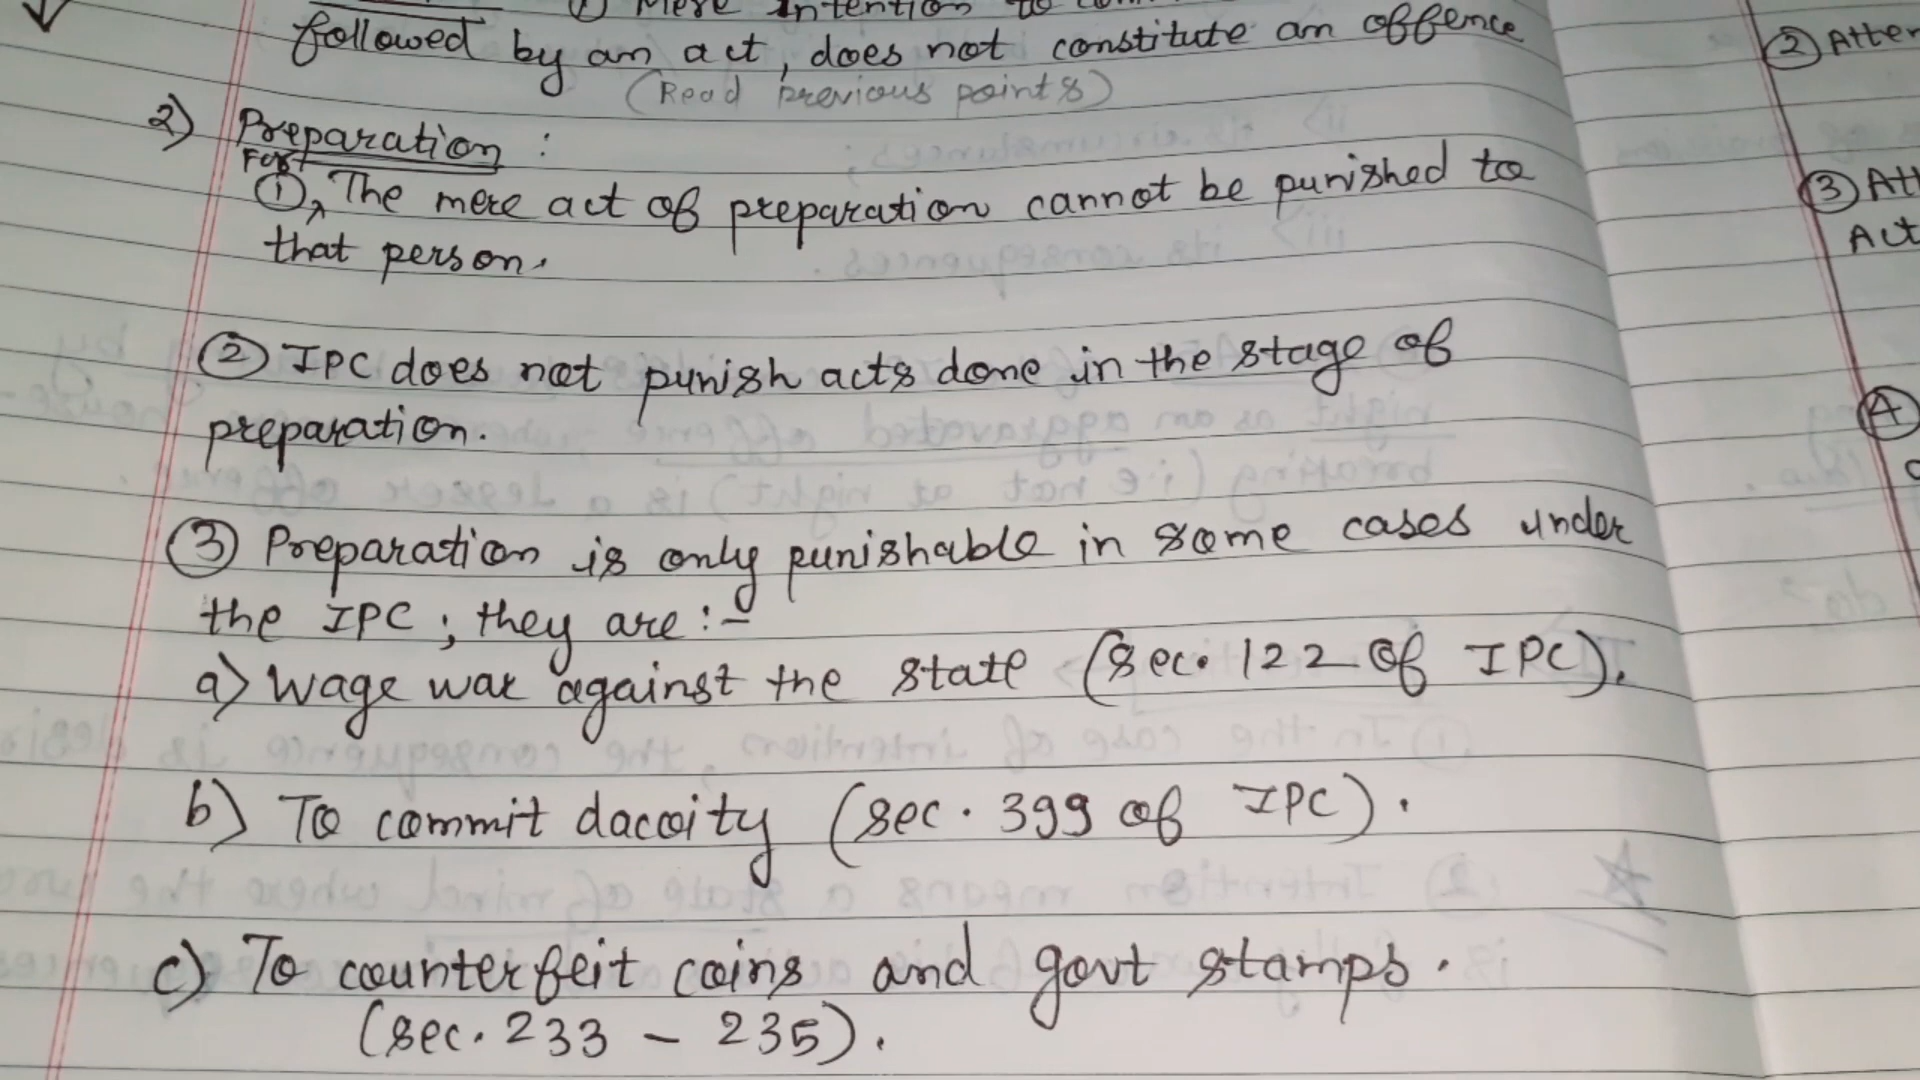 ① Mere Intention to
followed by an act, does not constitute an offence
(Read previous points)
2) Preparation :
For
①, The mere act of preparation cannot be punished to
that person.
② IPC does not punish acts done in the stage of
preparation.
③ Preparation is only punishable in some cases under
the IPC; they are :-
a) Wage war against the state (sec. 122 of IPC).
b) To commit dacoity (sec. 399 of IPC).
c) To counterfeit coins and govt stamps.
(sec. 233 - 235).
②
③
Act
④